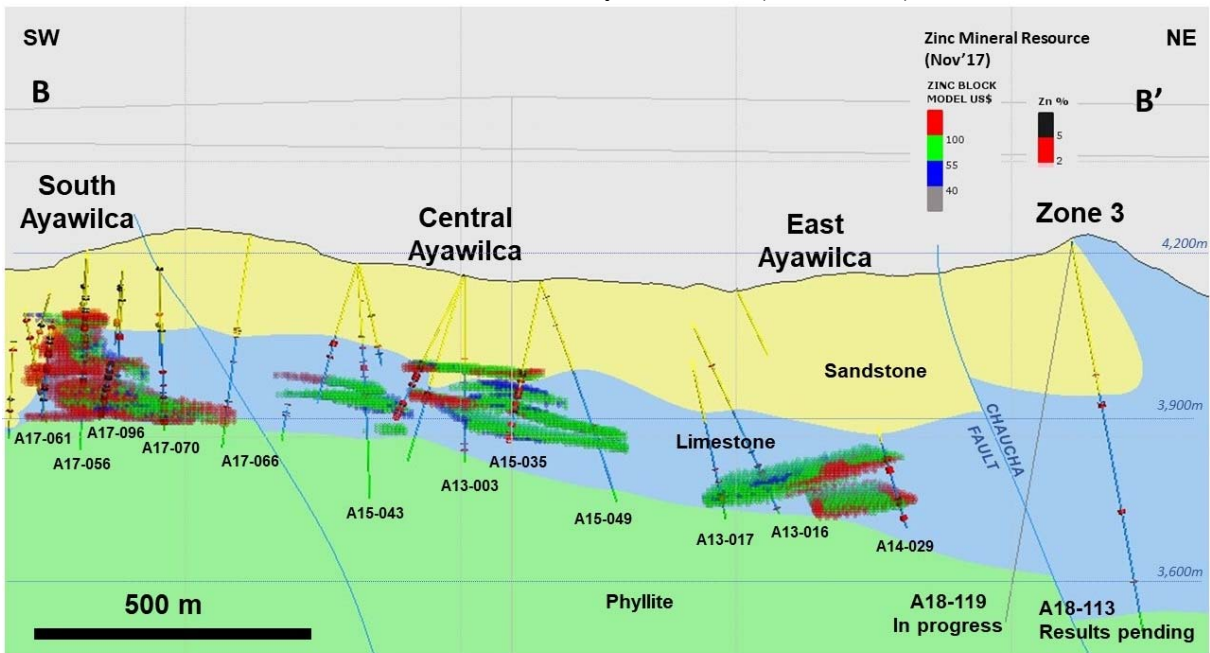 SW
NE
B
B’
Zinc Mineral Resource
(Nov’17)
ZINC BLOCK
MODEL US$
100
55
40
Zn %
5
2
South
Ayawilca
Central
Ayawilca
East
Ayawilca
Zone 3
4,200m
3,900m
3,600m
Sandstone
Limestone
Phyllite
CHAUCHA
FAULT
A17-061
A17-096
A17-056
A17-070
A17-066
A15-043
A13-003
A15-035
A15-049
A13-017
A13-016
A14-029
A18-119
In progress
A18-113
Results pending
500 m